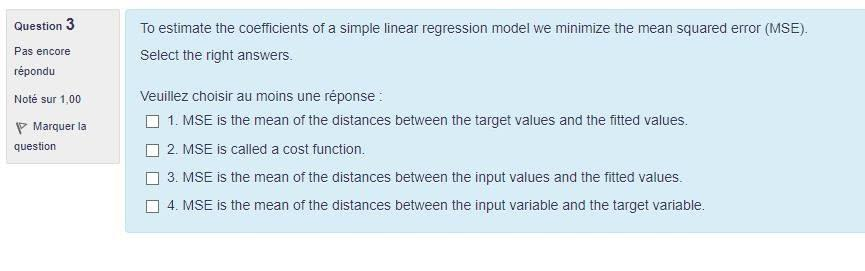 Question 3
Pas encore
répondu
Noté sur 1,00
Marquer la
question
To estimate the coefficients of a simple linear regression model we minimize the mean squared error (MSE).
Select the right answers.
Veuillez choisir au moins une réponse :
1. MSE is the mean of the distances between the target values and the fitted values.
2. MSE is called a cost function.
3. MSE is the mean of the distances between the input values and the fitted values.
4. MSE is the mean of the distances between the input variable and the target variable.